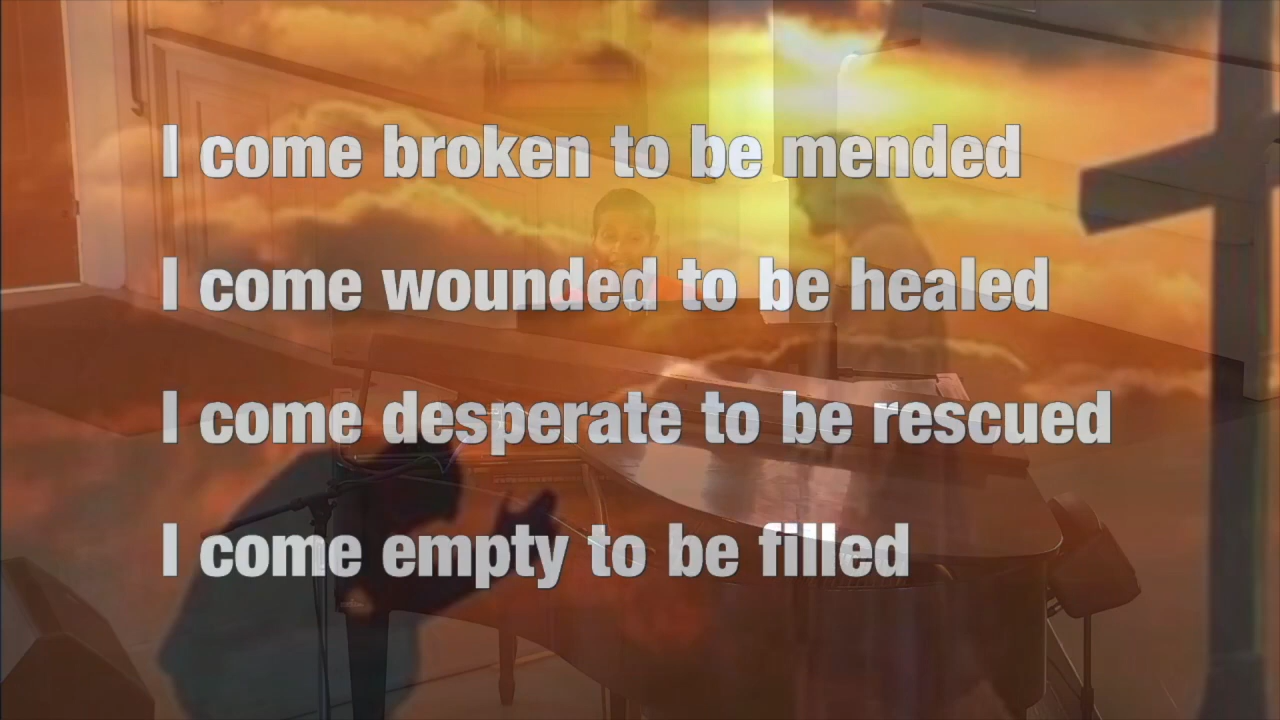 I come broken to be mended
I come wounded to be healed
I come desperate to be rescued
I come empty to be filled